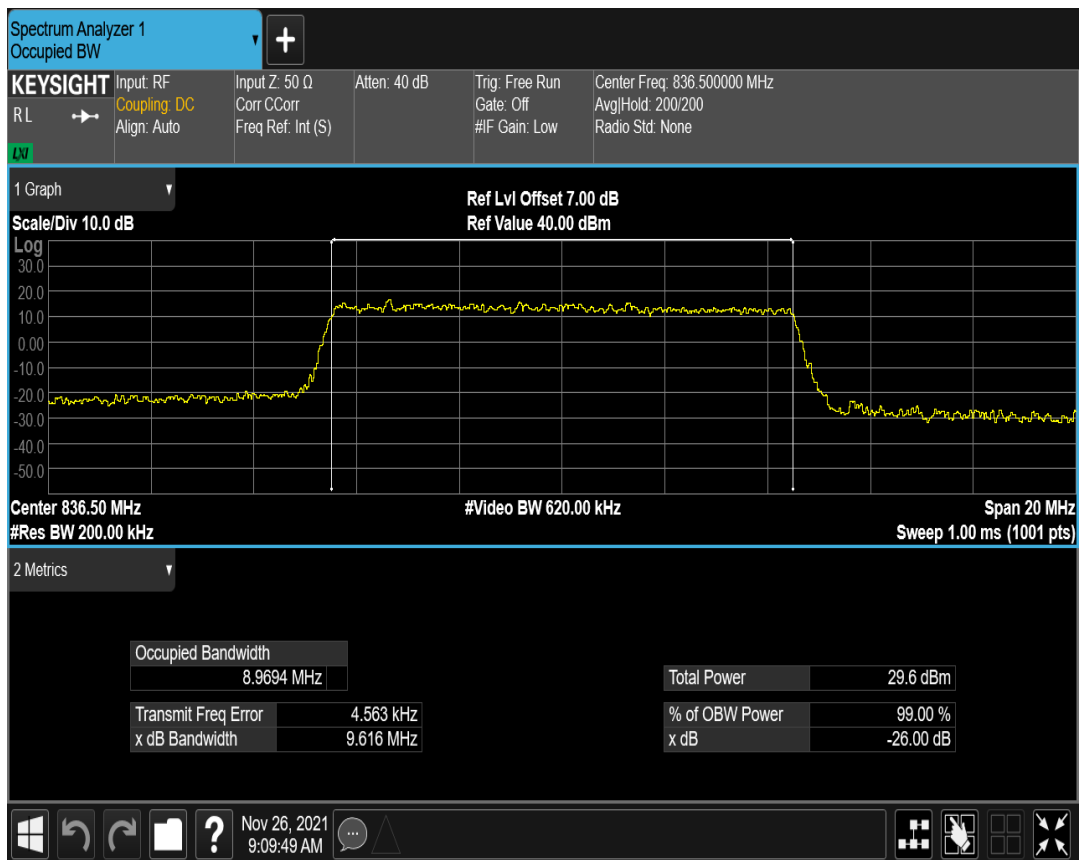 Spectrum Analyzer 1
Occupied BW
+
KEYSIGHT
RL
LXI
Input: RF
Coupling: DC
Align: Auto
Input Z: 50 Ω
Corr CCorr
Freq Ref: Int (S)
Atten: 40 dB
Trig: Free Run
Gate: Off
#IF Gain: Low
Center Freq: 836.500000 MHz
Avg|Hold: 200/200
Radio Std: None
1 Graph
Ref Lvl Offset 7.00 dB
Scale/Div 10.0 dB
Ref Value 40.00 dBm
Log
30.0
20.0
10.0
0.00
-10.0
-20.0
-30.0
-40.0
-50.0
Center 836.50 MHz
#Video BW 620.00 kHz
Span 20 MHz
#Res BW 200.00 kHz
Sweep 1.00 ms (1001 pts)
2 Metrics
Occupied Bandwidth
8.9694 MHz
Total Power 29.6 dBm
Transmit Freq Error 4.563 kHz
% of OBW Power 99.00 %
x dB Bandwidth 9.616 MHz
x dB -26.00 dB
?
Nov 26, 2021
9:09:49 AM